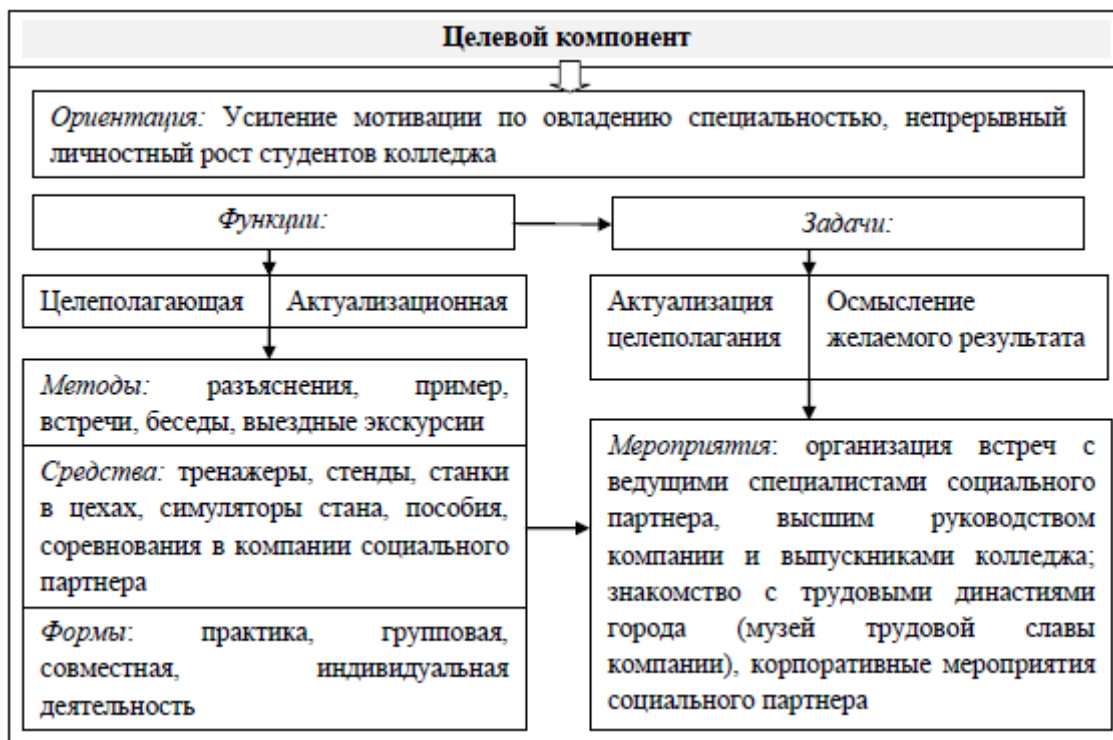 Целевой компонент
Ориентация: Усиление мотивации по овладению специальностью, непрерывный
личностный рост студентов колледжа
Функции:
Задачи:
Целеполагающая
Актуализационная
Актуализация
целеполагания
Осмысление
желаемого результата
Методы: разъяснения, пример,
встречи, беседы, выездные экскурсии
Средства: тренажеры, стенды, станки
в цехах, симуляторы стана, пособия,
соревнования в компании социального
партнера
Формы: практика, групповая,
совместная, индивидуальная
деятельность
Мероприятия: организация встреч с
ведущими специалистами социального
партнера, высшим руководством
компании и выпускниками колледжа;
знакомство с трудовыми династиями
города (музей трудовой славы
компании), корпоративные мероприятия
социального партнера